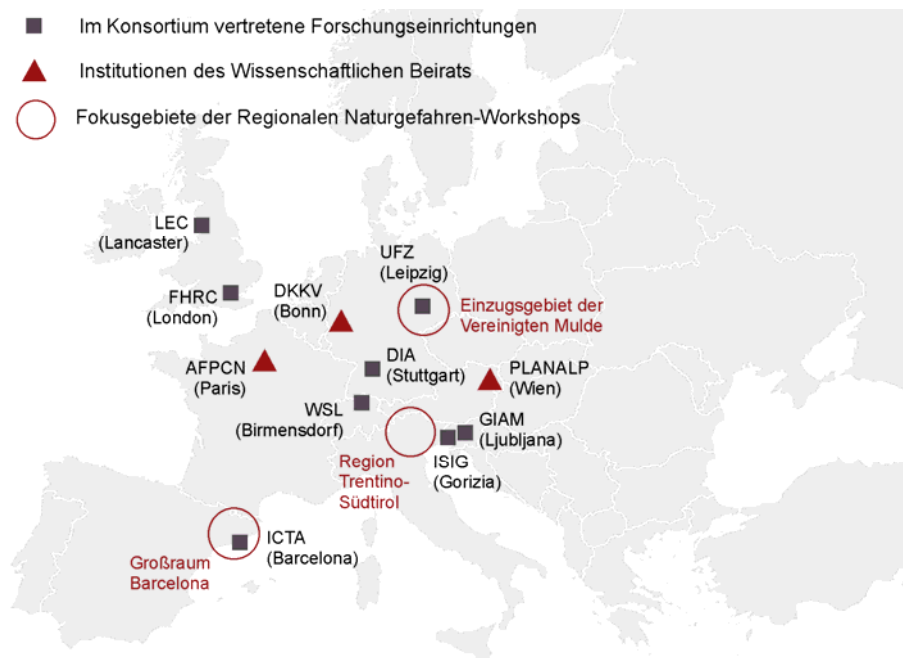 Im Konsortium vertretene Forschungseinrichtungen
Institutionen des Wissenschaftlichen Beirats
Fokusgebiete der Regionalen Naturgefahren-Workshops
LEC
(Lancaster)
FHRC
(London)
DKKV
(Bonn)
UFZ
(Leipzig)
Einzugsgebiet der
Vereinigten Mulde
AFPCN
(Paris)
DIA
(Stuttgart)
PLANALP
(Wien)
WSL
(Birmensdorf)
GIAM
(Ljubljana)
Region
Trentino-
Südtirol
ISIG
(Gorizia)
ICTA
(Barcelona)
Großraum
Barcelona